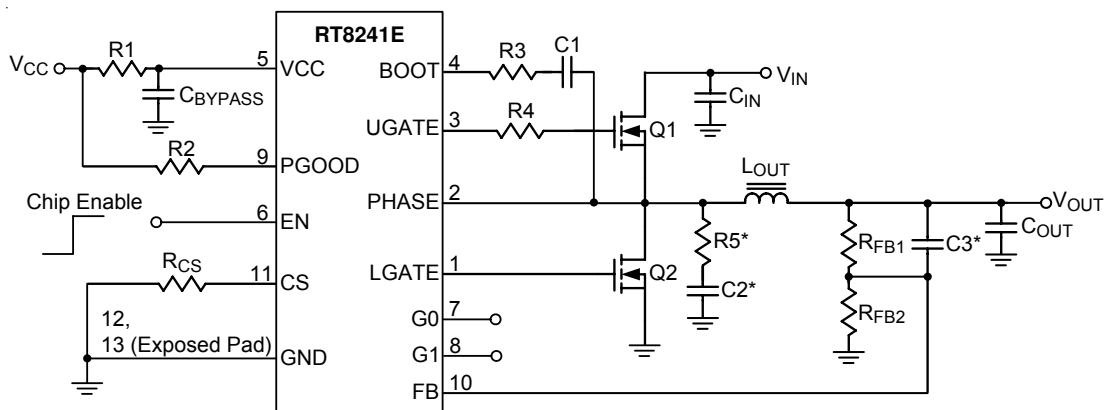 RT8241E
VCC
R1
5
VCC
CBYPASS
R2
9
PGOOD
Chip Enable
6
EN
RCS
11
CS
12,
13 (Exposed Pad)
GND
BOOT
4
R3
C1
UGATE
3
R4
Q1
VIN
CIN
PHASE
2
LOUT
VOUT
COUT
R5*
C2*
RFB1
C3*
RFB2
LGATE
1
Q2
G0
7
G1
8
FB
10